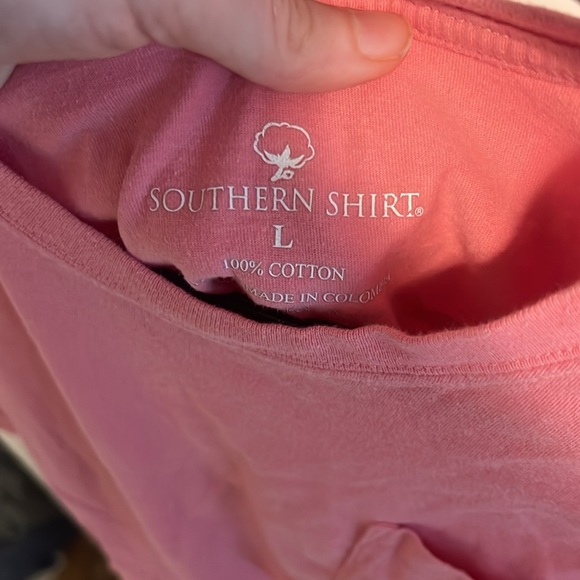 SOUTHERN SHIRT®
L
100% COTTON
MADE IN